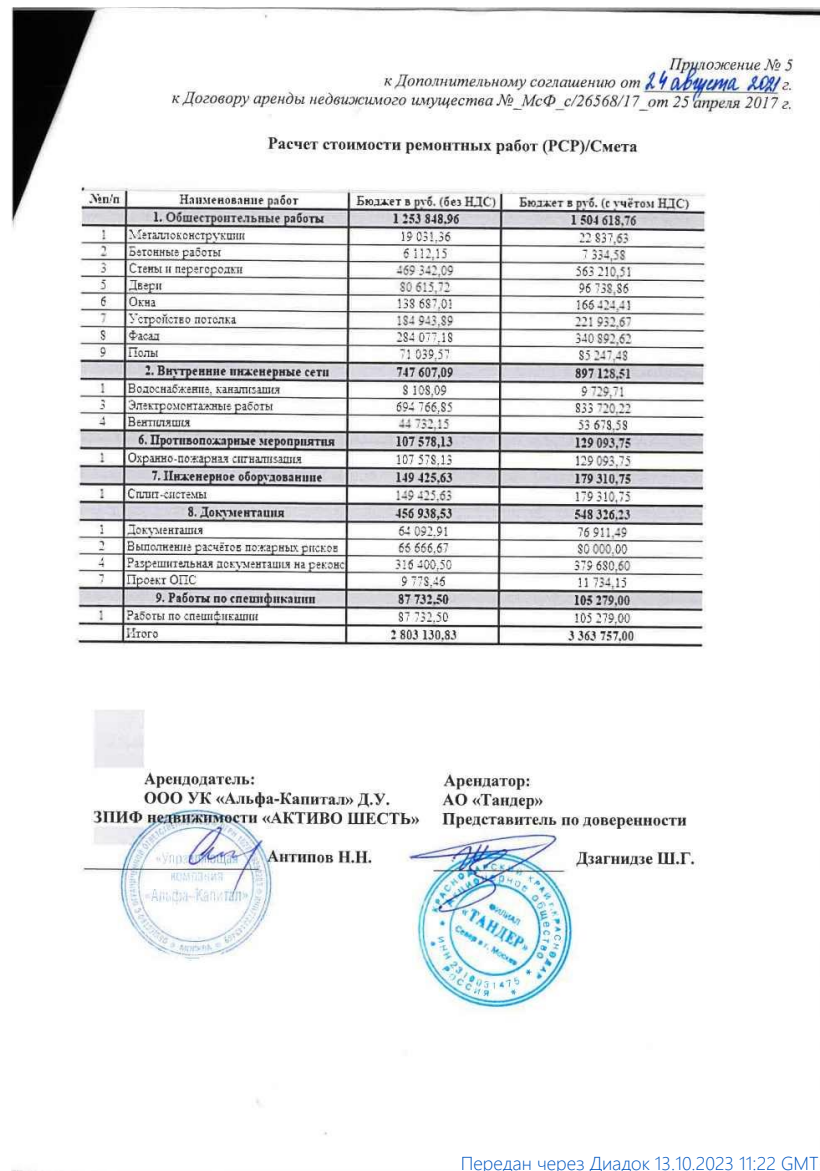 Приложение № 5
к Дополнительному соглашению от 24 августа 2021 г.
к Договору аренды недвижимого имущества №_МсФ_с/26568/17_от 25 апреля 2017 г.
Расчет стоимости ремонтных работ (РСР)/Смета
№п/п Наименование работ Бюджет в руб. (без НДС) Бюджет в руб. (с учётом НДС)
1. Общестроительные работы 1 253 848,96 1 504 618,76
1 Металлоконструкции 19 031,36 22 837,63
2 Бетонные работы 6 112,15 7 334,58
3 Стены и перегородки 469 342,09 563 210,51
5 Двери 80 615,72 96 738,86
6 Окна 138 687,01 166 424,41
7 Устройство потолка 184 943,89 221 932,67
8 Фасад 284 077,18 340 892,62
9 Полы 71 039,57 85 247,48
2. Внутренние инженерные сети 747 607,09 897 128,51
1 Водоснабжение, канализация 8 108,09 9 729,71
3 Электромонтажные работы 694 766,85 833 720,22
4 Вентиляция 44 732,15 53 678,58
6. Противопожарные мероприятия 107 578,13 129 093,75
1 Охранно-пожарная сигнализация 107 578,13 129 093,75
7. Инженерное оборудование 149 425,63 179 310,75
1 Сплит-системы 149 425,63 179 310,75
8. Документация 456 938,53 548 326,23
1 Документация 64 092,91 76 911,49
2 Выполнение расчётов пожарных рисков 66 666,67 80 000,00
4 Разрешительная документация на реконс 316 400,50 379 680,60
7 Проект ОПС 9 778,46 11 734,15
9. Работы по спецификации 87 732,50 105 279,00
1 Работы по спецификации 87 732,50 105 279,00
Итого 2 803 130,83 3 363 757,00
Арендодатель: Арендатор:
ООО УК «Альфа-Капитал» Д.У. АО «Тандер»
ЗПИФ недвижимости «АКТИВО ШЕСТЬ» Представитель по доверенности
Антипов Н.Н. Дзагнидзе Ш.Г.
«Управляющая
компания
«Альфа-Капитал»
МОСКВА
КРАСНОДАРСКИЙ КРАЙ г. КРАСНОДАР
АКЦИОНЕРНОЕ ОБЩЕСТВО
ФИЛИАЛ
«ТАНДЕР»
Север в г. Москве
ИНН 2310031475
РОССИЯ
Передан через Диадок 13.10.2023 11:22 GMT